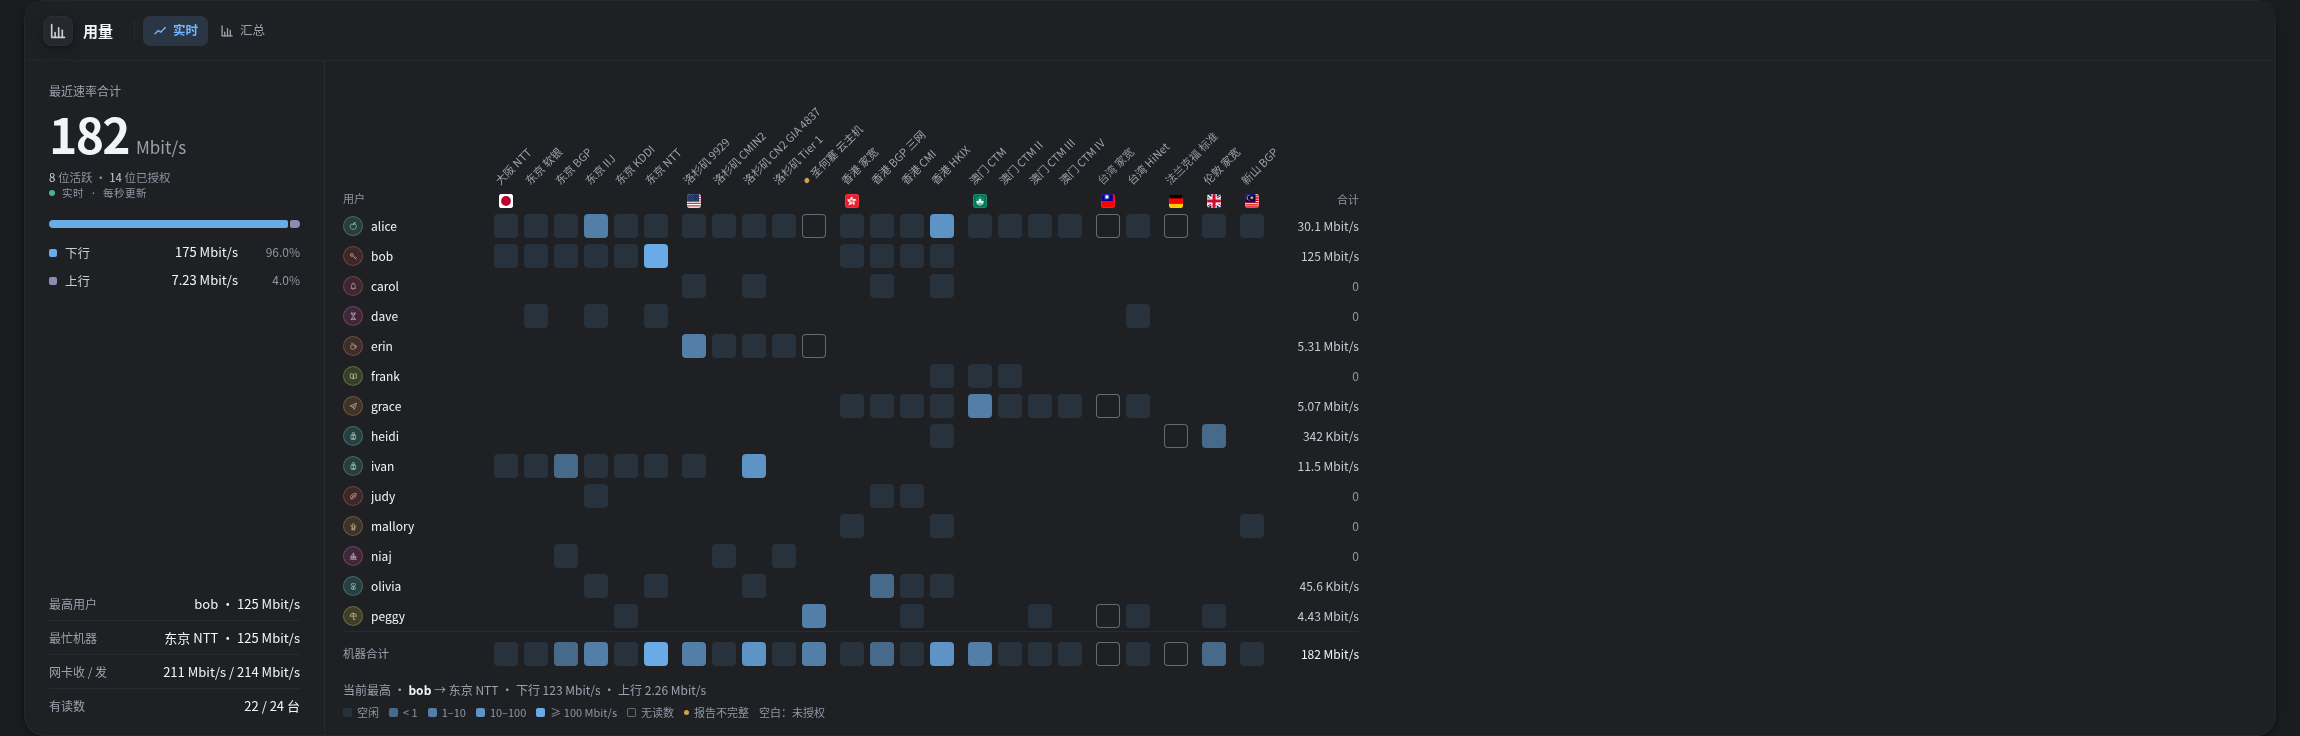 用量
实时
汇总
最近速率合计
182 Mbit/s
8 位活跃 · 14 位已授权
实时 · 每秒更新
下行 175 Mbit/s 96.0%
上行 7.23 Mbit/s 4.0%
最高用户 bob · 125 Mbit/s
最忙机器 东京 NTT · 125 Mbit/s
网卡收 / 发 211 Mbit/s / 214 Mbit/s
有读数 22 / 24 台
大阪 NTT
东京 软银
东京 BGP
东京 IIJ
东京 KDDI
东京 NTT
洛杉矶 9929
洛杉矶 CMIN2
洛杉矶 CN2 GIA 4837
洛杉矶 Tier 1
圣何塞 云主机
香港 家宽
香港 BGP 三网
香港 CMI
香港 HKIX
澳门 CTM
澳门 CTM II
澳门 CTM III
澳门 CTM IV
台湾 家宽
台湾 HiNet
法兰克福 标准
伦敦 家宽
新山 BGP
用户 合计
alice 30.1 Mbit/s
bob 125 Mbit/s
carol 0
dave 0
erin 5.31 Mbit/s
frank 0
grace 5.07 Mbit/s
heidi 342 Kbit/s
ivan 11.5 Mbit/s
judy 0
mallory 0
niaj 0
olivia 45.6 Kbit/s
peggy 4.43 Mbit/s
机器合计 182 Mbit/s
当前最高 · bob → 东京 NTT · 下行 123 Mbit/s · 上行 2.26 Mbit/s
空闲 < 1 1–10 10–100 ≥ 100 Mbit/s 无读数 报告不完整 空白：未授权